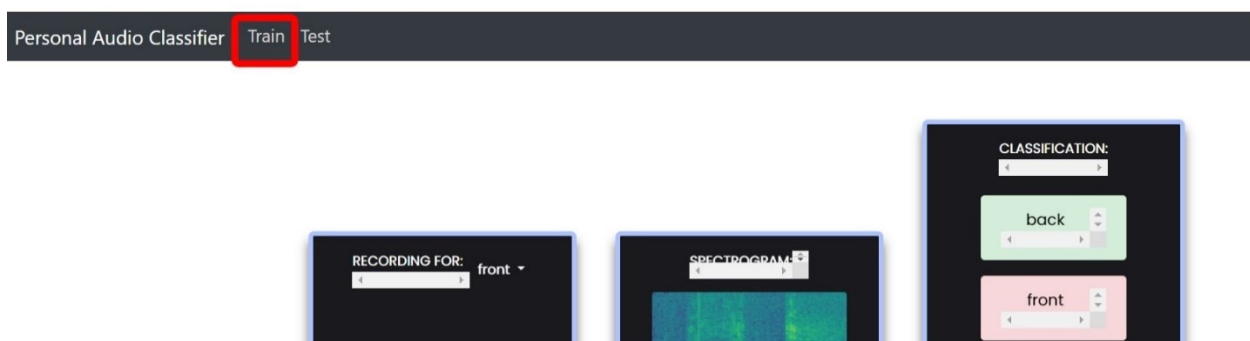 Personal Audio Classifier Train Test
RECORDING FOR:
front
SPECTROGRAM:
CLASSIFICATION:
back
front